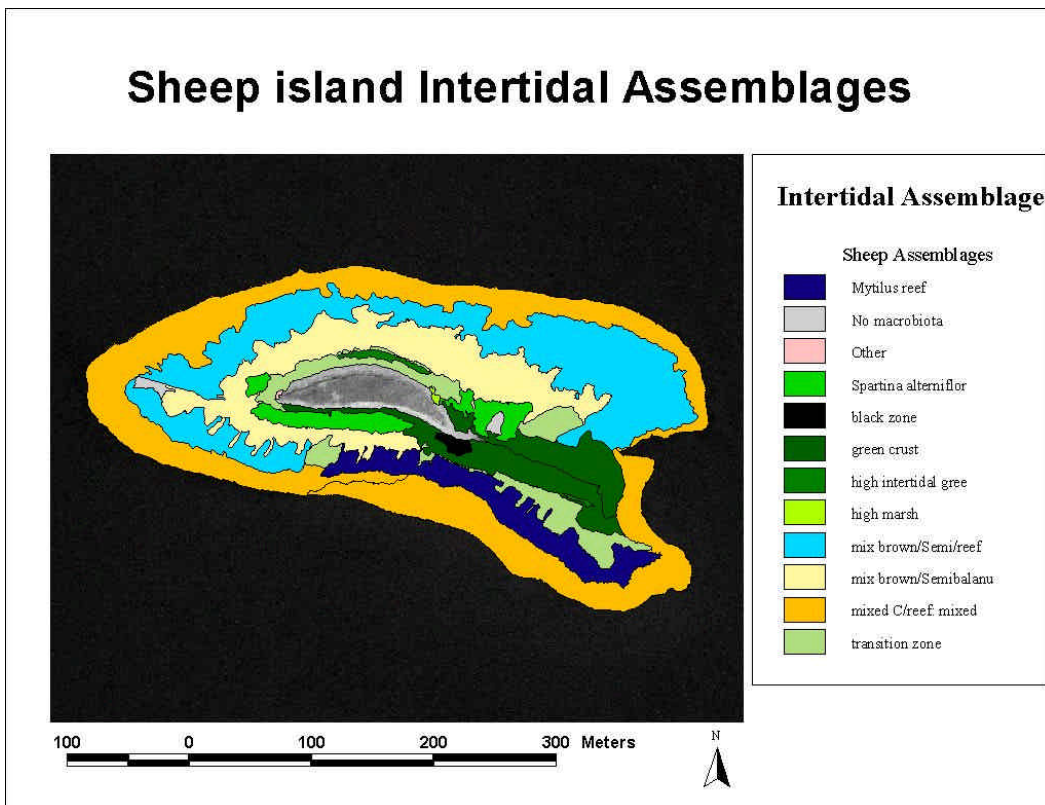 Sheep island Intertidal Assemblages
Intertidal Assemblage
Sheep Assemblages
Mytilus reef
No macrobiota
Other
Spartina alterniflor
black zone
green crust
high intertidal gree
high marsh
mix brown/Semi/reef
mix brown/Semibalanu
mixed C/reef: mixed
transition zone
100 0 100 200 300 Meters
N